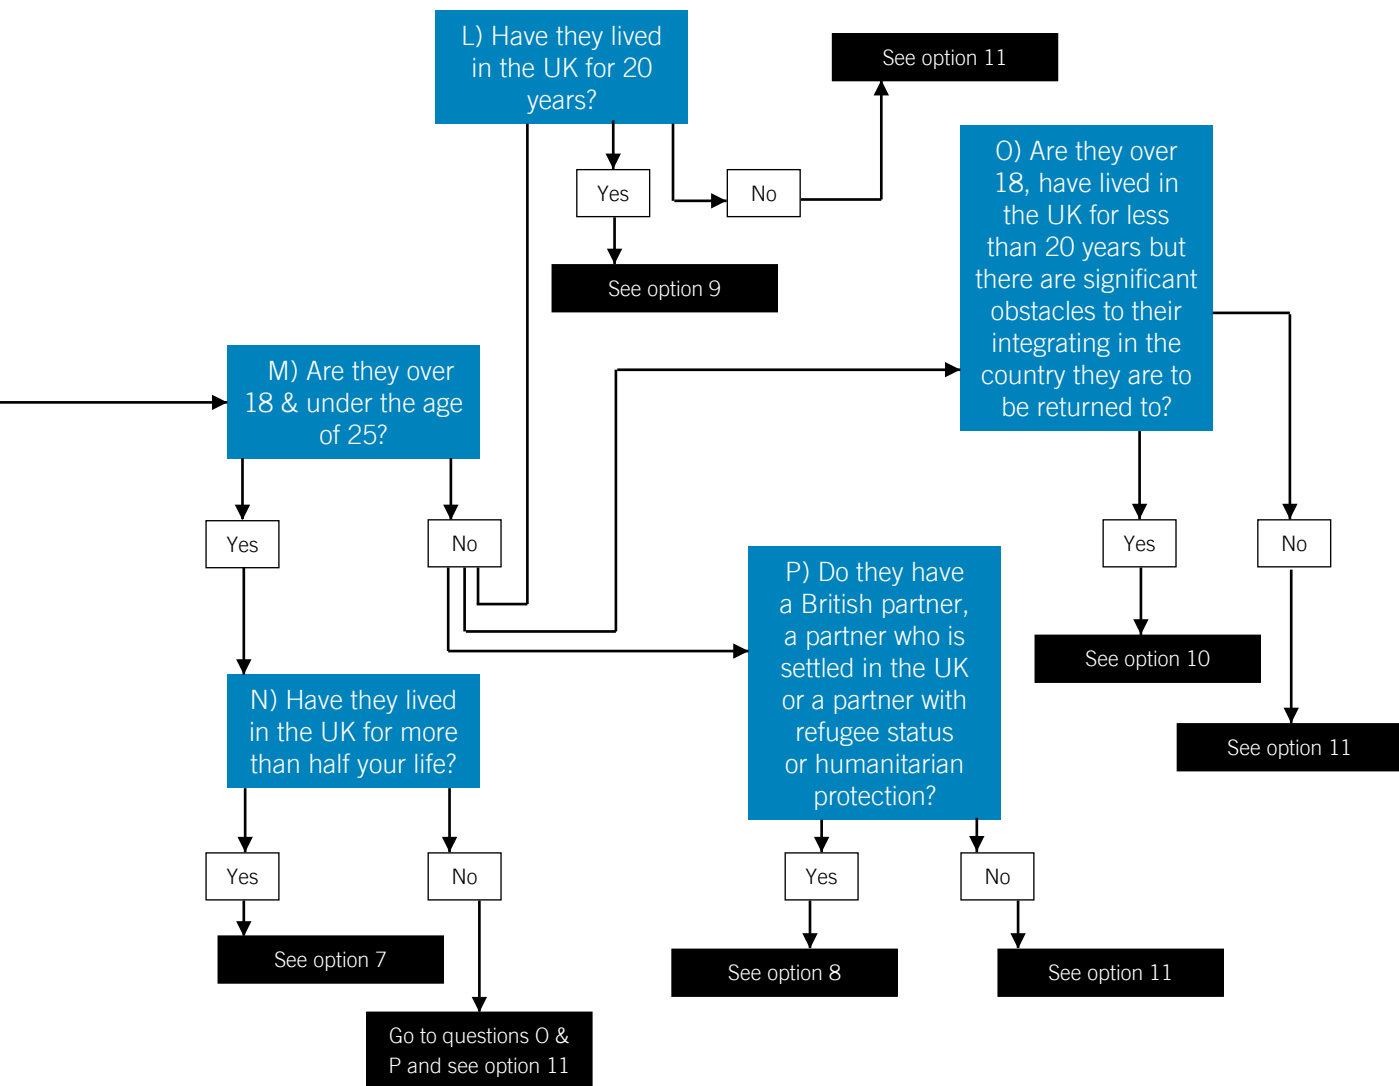 L) Have they lived
in the UK for 20
years?
See option 11
Yes
No
See option 9
O) Are they over
18, have lived in
the UK for less
than 20 years but
there are significant
obstacles to their
integrating in the
country they are to
be returned to?
M) Are they over
18 & under the age
of 25?
Yes
No
Yes
No
P) Do they have
a British partner,
a partner who is
settled in the UK
or a partner with
refugee status
or humanitarian
protection?
See option 10
See option 11
N) Have they lived
in the UK for more
than half your life?
Yes
No
Yes
No
See option 7
See option 8
See option 11
Go to questions O &
P and see option 11